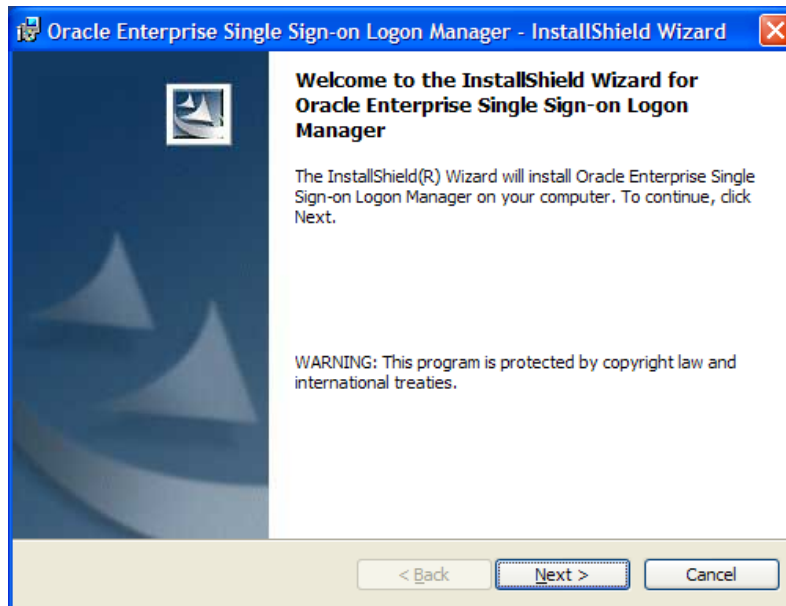 Oracle Enterprise Single Sign-on Logon Manager - InstallShield Wizard
Welcome to the InstallShield Wizard for
Oracle Enterprise Single Sign-on Logon
Manager
The InstallShield(R) Wizard will install Oracle Enterprise Single
Sign-on Logon Manager on your computer. To continue, click
Next.
WARNING: This program is protected by copyright law and
international treaties.
< Back
Next >
Cancel